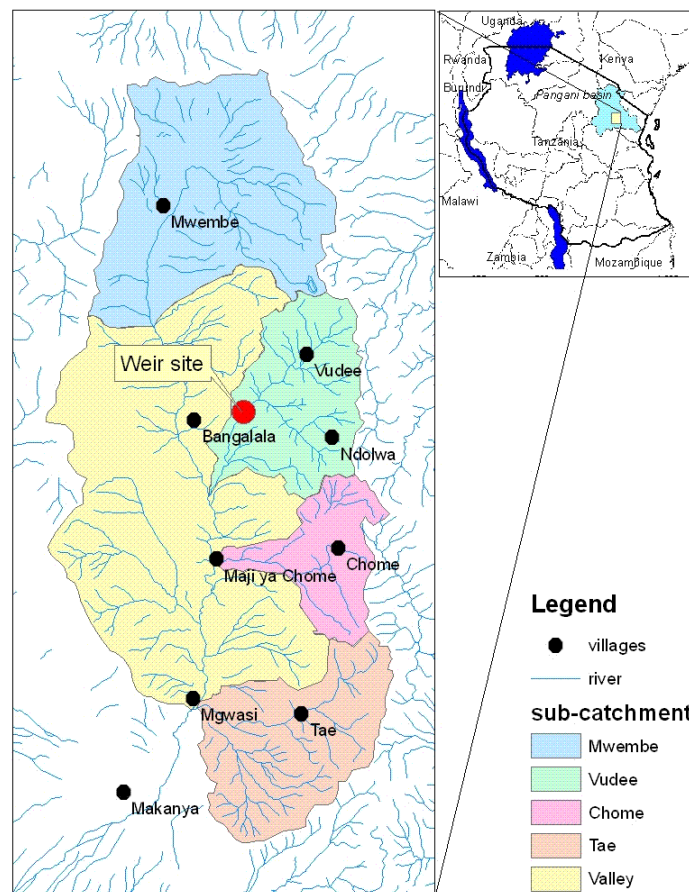 Mwembe
Weir site
Vudee
Bangalala
Ndolwa
Chome
Maji ya Chome
Mgwasi
Tae
Makanya
Uganda
Rwanda
Kenya
Burundi
Pangani basin
Tanzania
Malawi
Zambia
Mozambique
Legend
villages
river
sub-catchment
Mwembe
Vudee
Chome
Tae
Valley